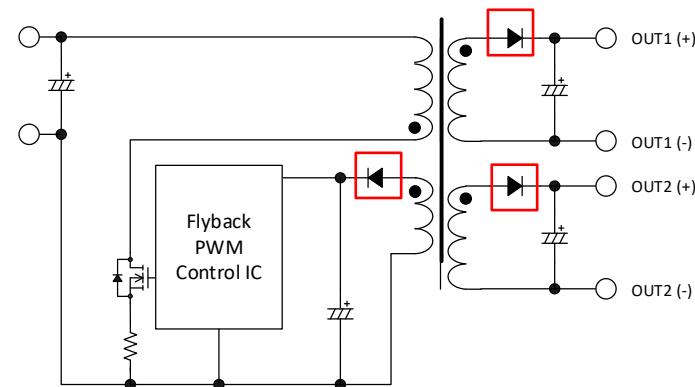 OUT1 (+)
OUT1 (-)
OUT2 (+)
Flyback
PWM
Control IC
OUT2 (-)